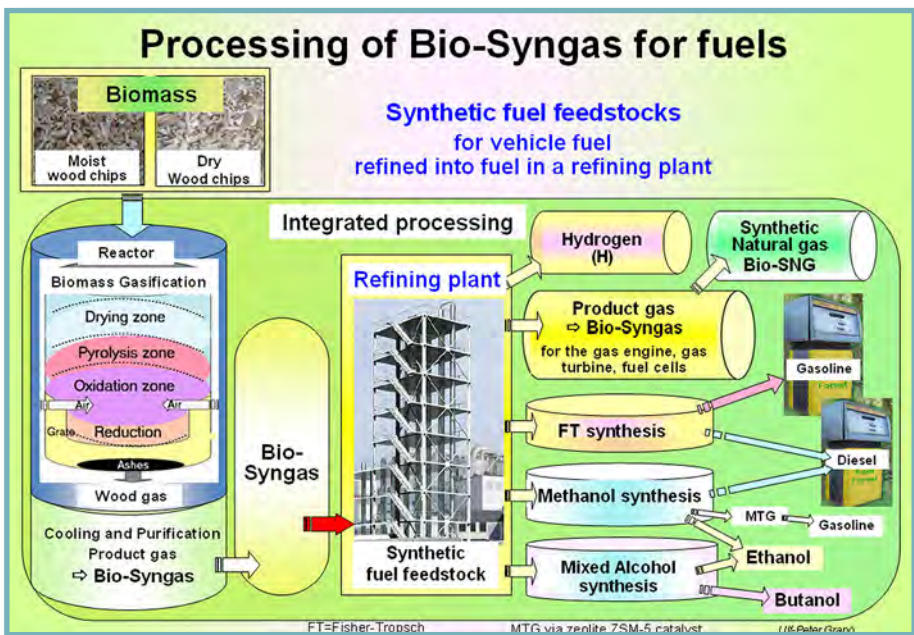 Processing of Bio-Syngas for fuels
Biomass
Moist
wood chips
Dry
Wood chips
Synthetic fuel feedstocks
for vehicle fuel
refined into fuel in a refining plant
Integrated processing
Reactor
Biomass Gasification
Drying zone
Pyrolysis zone
Oxidation zone
Air
Air
Grate
Reduction
Ashes
Wood gas
Cooling and Purification
Product gas
⇨ Bio-Syngas
Bio-
Syngas
Refining plant
Synthetic
fuel feedstock
Hydrogen
(H)
Synthetic
Natural gas
Bio-SNG
Product gas
⇨ Bio-Syngas
for the gas engine, gas
turbine, fuel cells
Gasoline
FT synthesis
Diesel
Methanol synthesis
MTG
Gasoline
Ethanol
Mixed Alcohol
synthesis
Butanol
FT=Fisher-Tropsch
MTG via zeolite ZSM-5 catalyst